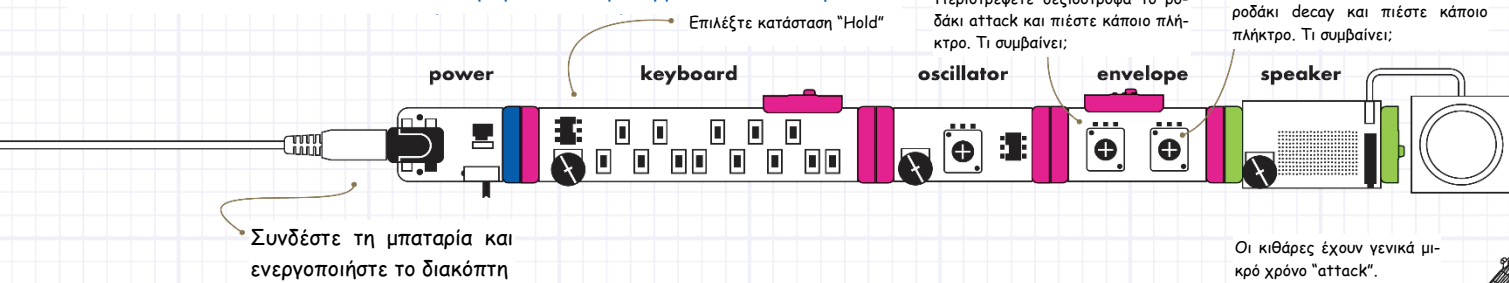 Επιλέξτε κατάσταση “Hold”
δάκι attack και πιέστε κάποιο πλή-
κτρο. Τι συμβαίνει;
ροδάκι decay και πιέστε κάποιο
πλήκτρο. Τι συμβαίνει;
power
keyboard
oscillator
envelope
speaker
Συνδέστε τη μπαταρία και
ενεργοποιήστε το διακόπτη
Οι κιθάρες έχουν γενικά μι-
κρό χρόνο “attack”.